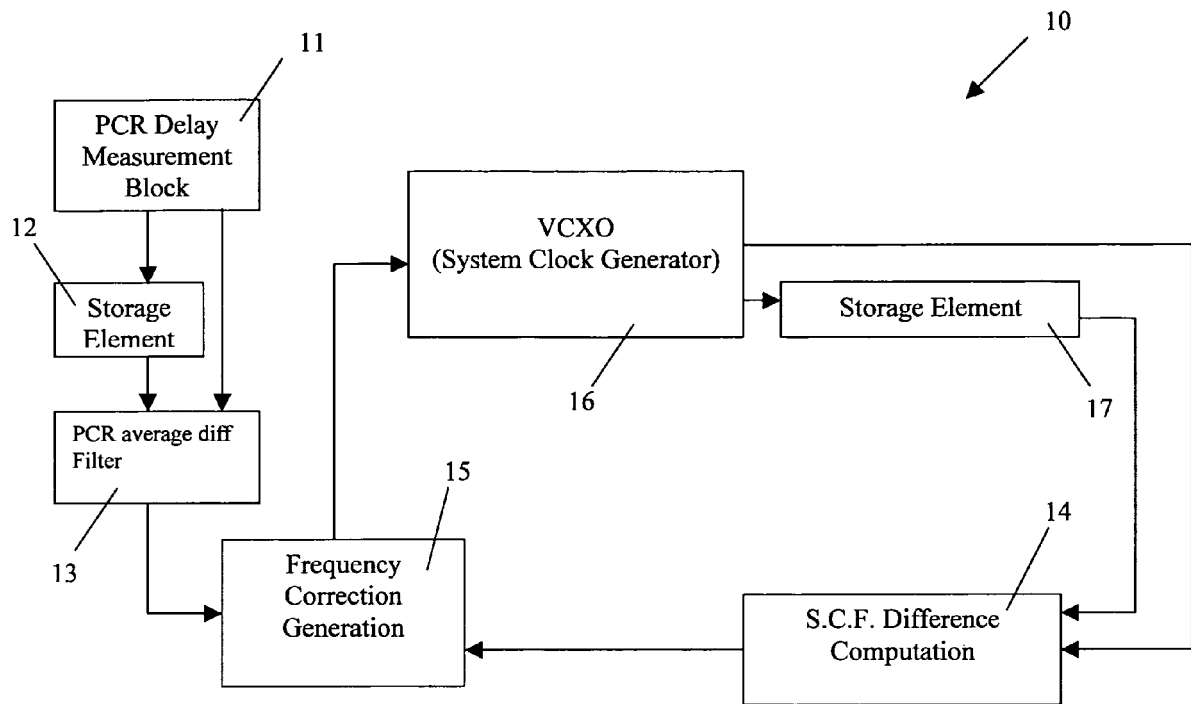 10
11
PCR Delay
Measurement
Block
12
Storage
Element
VCXO
(System Clock Generator)
Storage Element
16
17
PCR average diff
Filter
13
15
Frequency
Correction
Generation
14
S.C.F. Difference
Computation